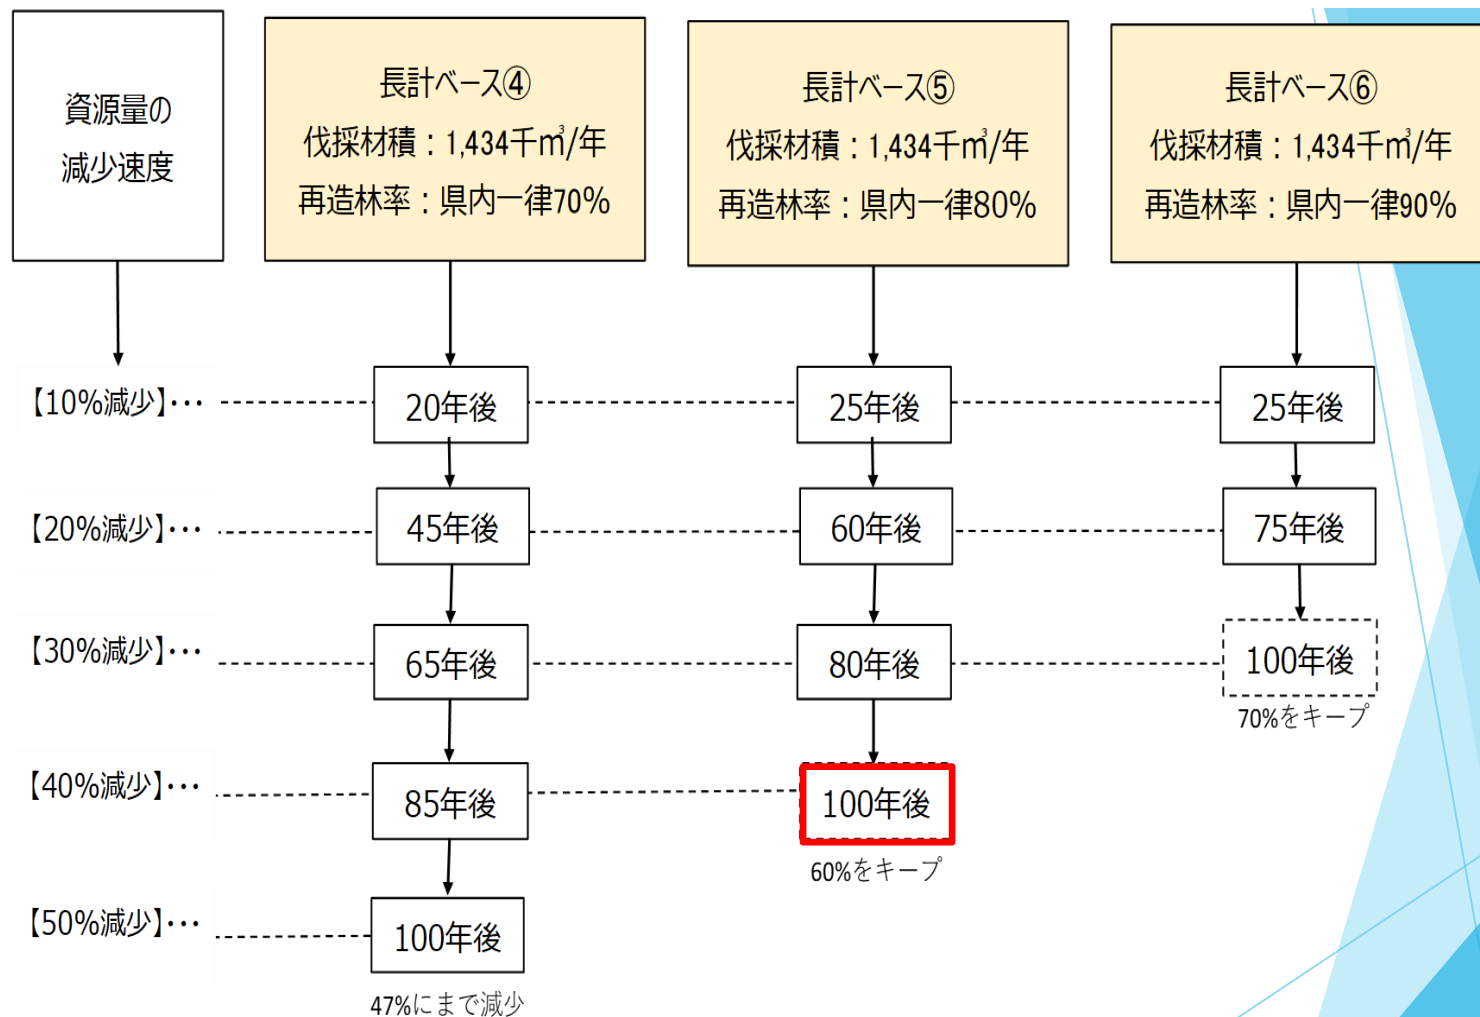 資源量の
減少速度
長計ベース④
伐採材積：1,434千㎥/年
再造林率：県内一律70%
長計ベース⑤
伐採材積：1,434千㎥/年
再造林率：県内一律80%
長計ベース⑥
伐採材積：1,434千㎥/年
再造林率：県内一律90%
【10%減少】…
20年後
25年後
25年後
【20%減少】…
45年後
60年後
75年後
【30%減少】…
65年後
80年後
100年後
70%をキープ
【40%減少】…
85年後
100年後
60%をキープ
【50%減少】…
100年後
47%にまで減少